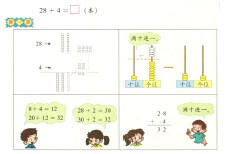 28 + 4 = □ (本)
满十进一。
28 →
4 →
十位 个位
十位 个位
8+4=12
20+12=32
28+2=30
30+2=32
2 8
+ 4
3 2
满十进一。